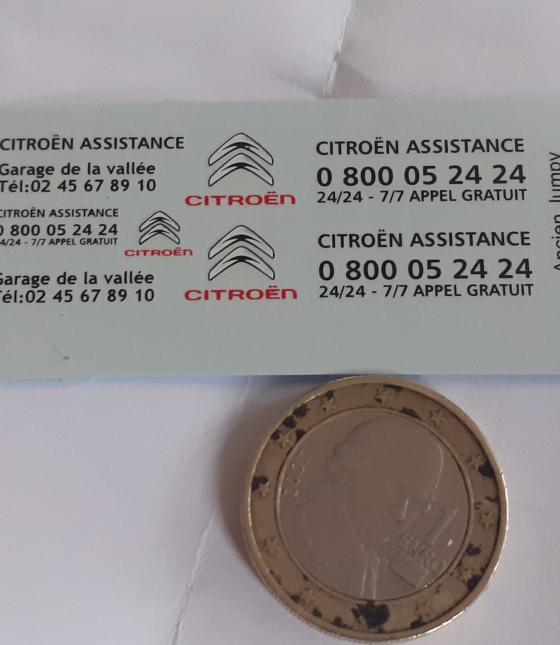 CITROËN ASSISTANCE
Garage de la vallée
Tél:02 45 67 89 10
CITROËN ASSISTANCE
0 800 05 24 24
24/24 - 7/7 APPEL GRATUIT
Garage de la vallée
Tél:02 45 67 89 10
CITROËN
CITROËN
CITROËN
CITROËN ASSISTANCE
0 800 05 24 24
24/24 - 7/7 APPEL GRATUIT
CITROËN ASSISTANCE
0 800 05 24 24
24/24 - 7/7 APPEL GRATUIT
Ancien Jumpy
1
EURO